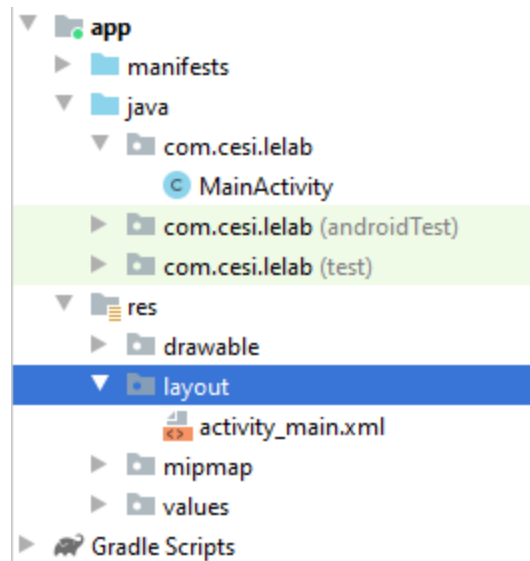 app
manifests
java
com.cesi.lelab
C MainActivity
com.cesi.lelab (androidTest)
com.cesi.lelab (test)
res
drawable
layout
activity_main.xml
mipmap
values
Gradle Scripts